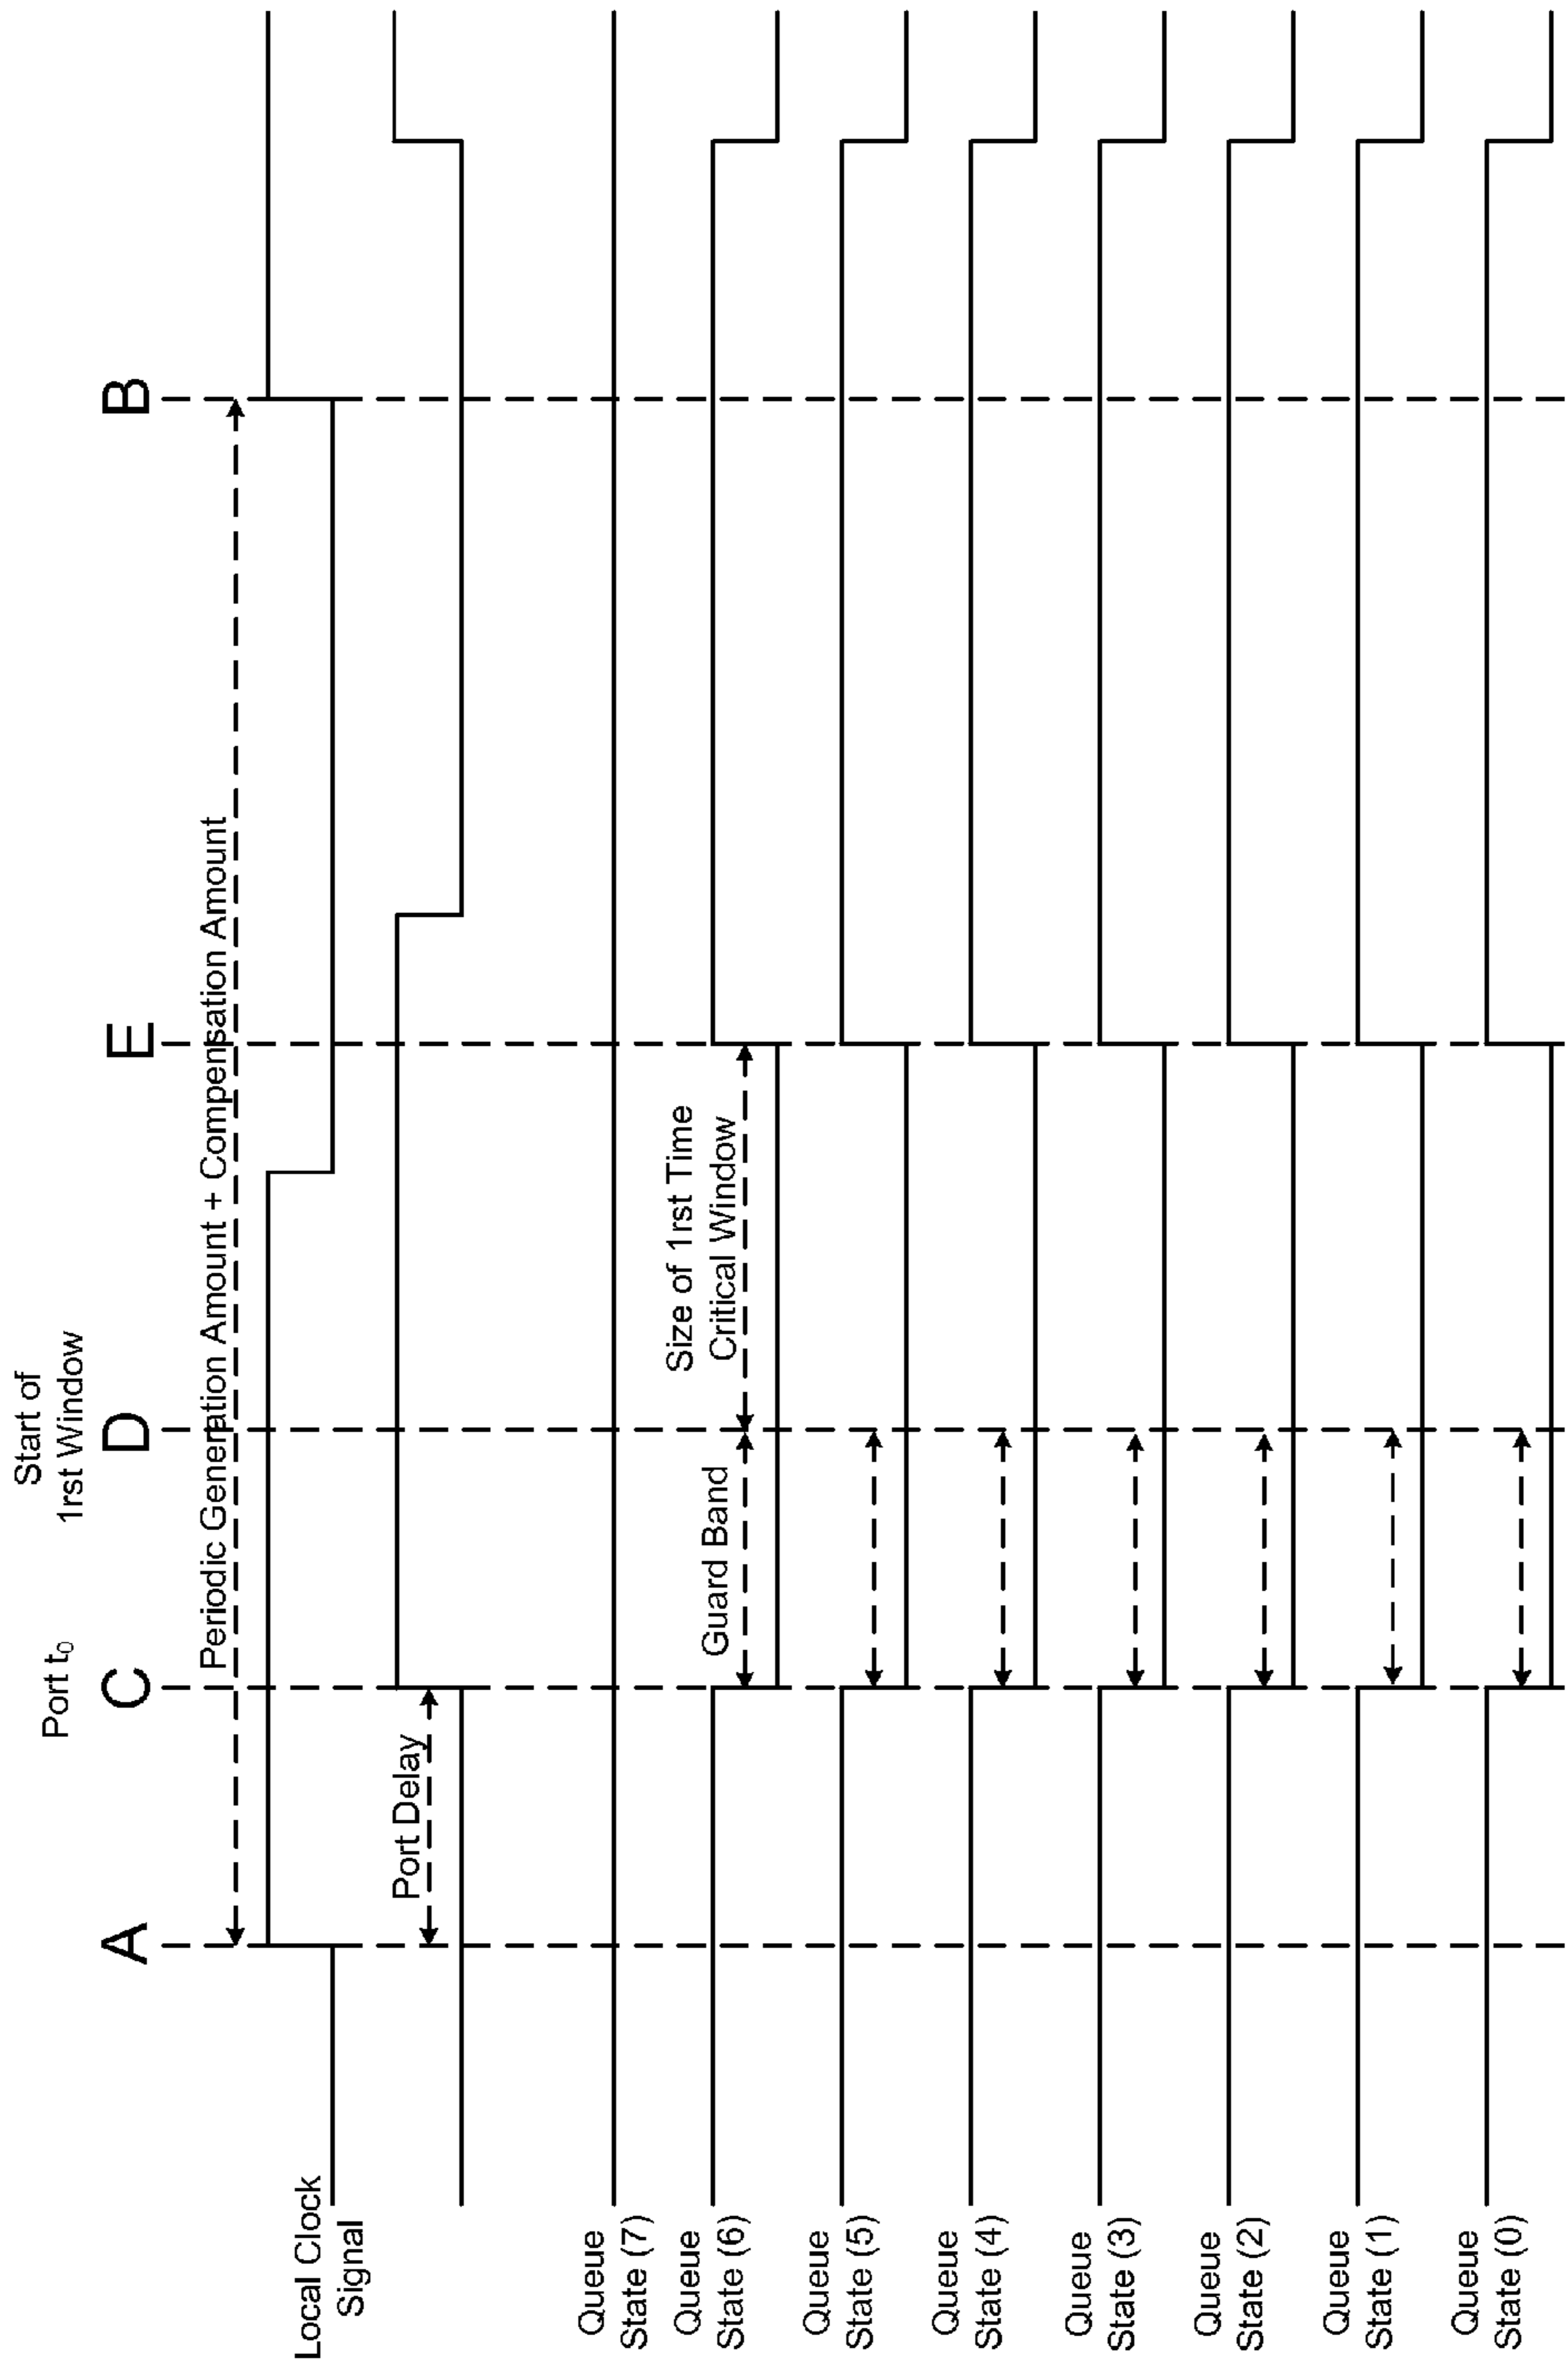 Port t₀
Start of
1rst Window
A
C
D
E
B
Periodic Generation Amount + Compensation Amount
Local Clock
Signal
Port Delay
Queue
State (7)
Queue
State (6)
Guard Band
Size of 1rst Time
Critical Window
Queue
State (5)
Queue
State (4)
Queue
State (3)
Queue
State (2)
Queue
State (1)
Queue
State (0)